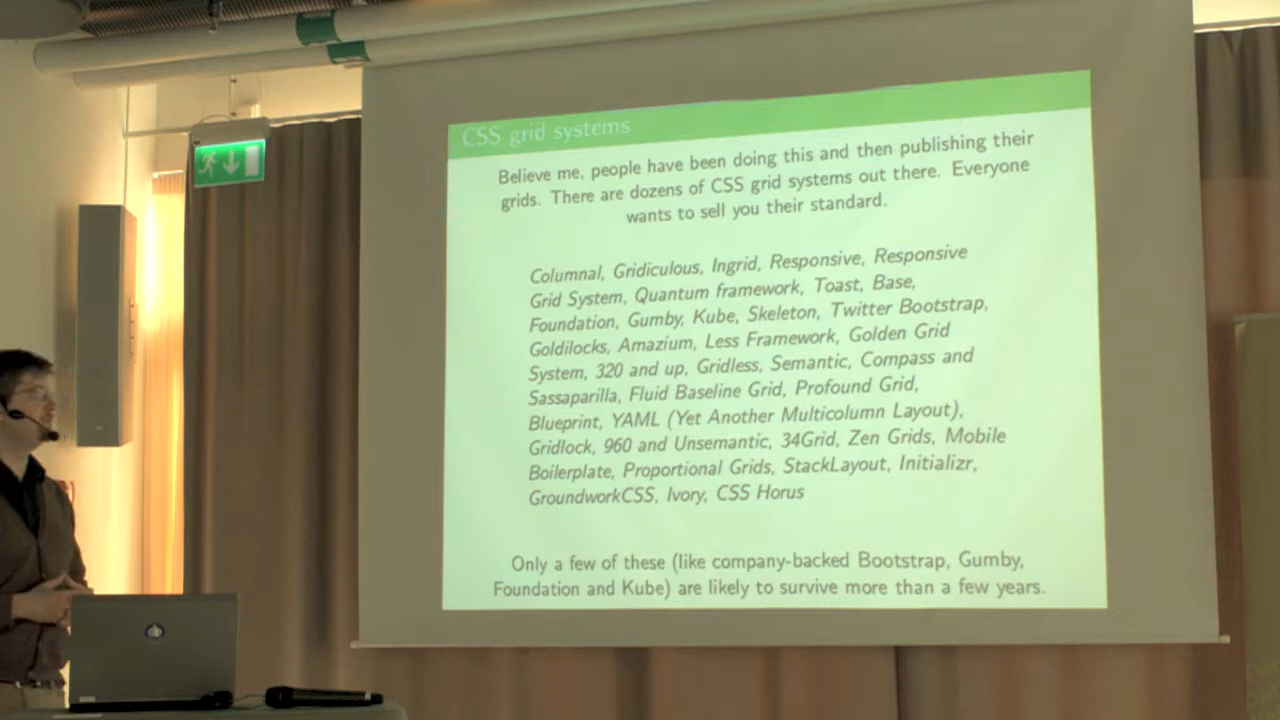 CSS grid systems
Believe me, people have been doing this and then publishing their
grids. There are dozens of CSS grid systems out there. Everyone
wants to sell you their standard.
Columnal, Gridiculous, Ingrid, Responsive, Responsive
Grid System, Quantum framework, Toast, Base,
Foundation, Gumby, Kube, Skeleton, Twitter Bootstrap,
Goldilocks, Amazium, Less Framework, Golden Grid
System, 320 and up, Gridless, Semantic, Compass and
Sassaparilla, Fluid Baseline Grid, Profound Grid,
Blueprint, YAML (Yet Another Multicolumn Layout),
Gridlock, 960 and Unsemantic, 34Grid, Zen Grids, Mobile
Boilerplate, Proportional Grids, StackLayout, Initializr,
GroundworkCSS, Ivory, CSS Horus
Only a few of these (like company-backed Bootstrap, Gumby,
Foundation and Kube) are likely to survive more than a few years.